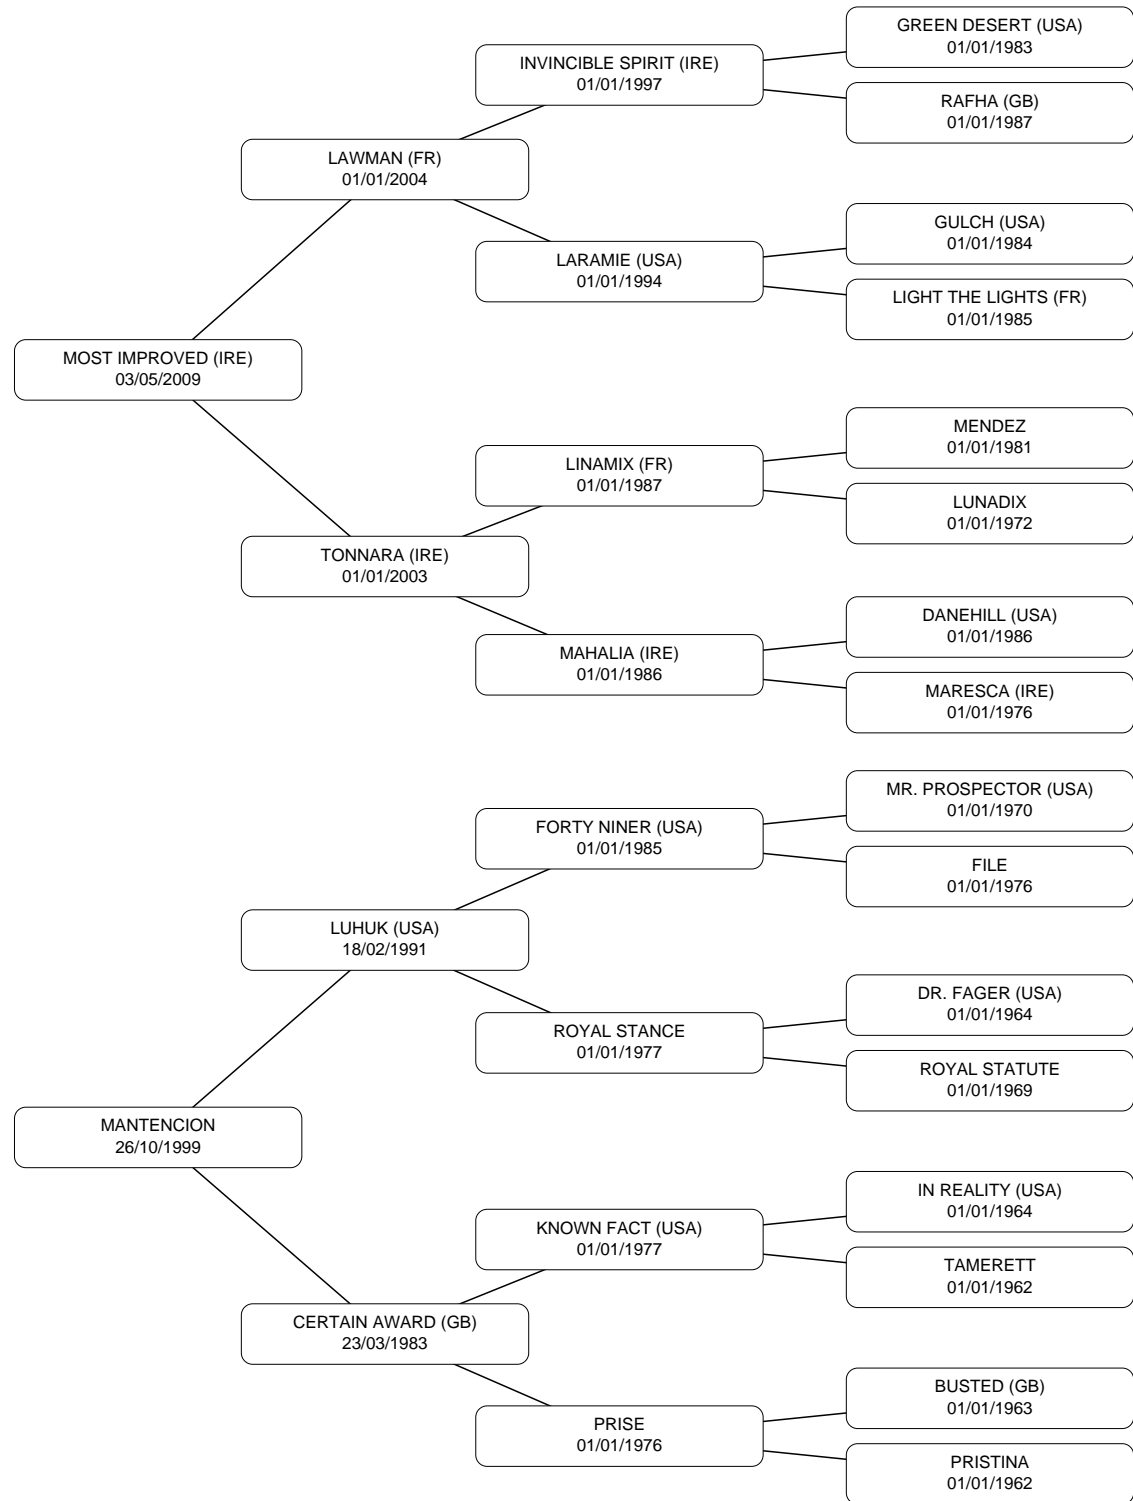 GREEN DESERT (USA)
01/01/1983
INVINCIBLE SPIRIT (IRE)
01/01/1997
RAFHA (GB)
01/01/1987
LAWMAN (FR)
01/01/2004
GULCH (USA)
01/01/1984
LARAMIE (USA)
01/01/1994
LIGHT THE LIGHTS (FR)
01/01/1985
MOST IMPROVED (IRE)
03/05/2009
MENDEZ
01/01/1981
LINAMIX (FR)
01/01/1987
LUNADIX
01/01/1972
TONNARA (IRE)
01/01/2003
DANEHILL (USA)
01/01/1986
MAHALIA (IRE)
01/01/1986
MARESCA (IRE)
01/01/1976
MR. PROSPECTOR (USA)
01/01/1970
FORTY NINER (USA)
01/01/1985
FILE
01/01/1976
LUHUK (USA)
18/02/1991
DR. FAGER (USA)
01/01/1964
ROYAL STANCE
01/01/1977
ROYAL STATUTE
01/01/1969
MANTENCION
26/10/1999
IN REALITY (USA)
01/01/1964
KNOWN FACT (USA)
01/01/1977
TAMERETT
01/01/1962
CERTAIN AWARD (GB)
23/03/1983
BUSTED (GB)
01/01/1963
PRISE
01/01/1976
PRISTINA
01/01/1962